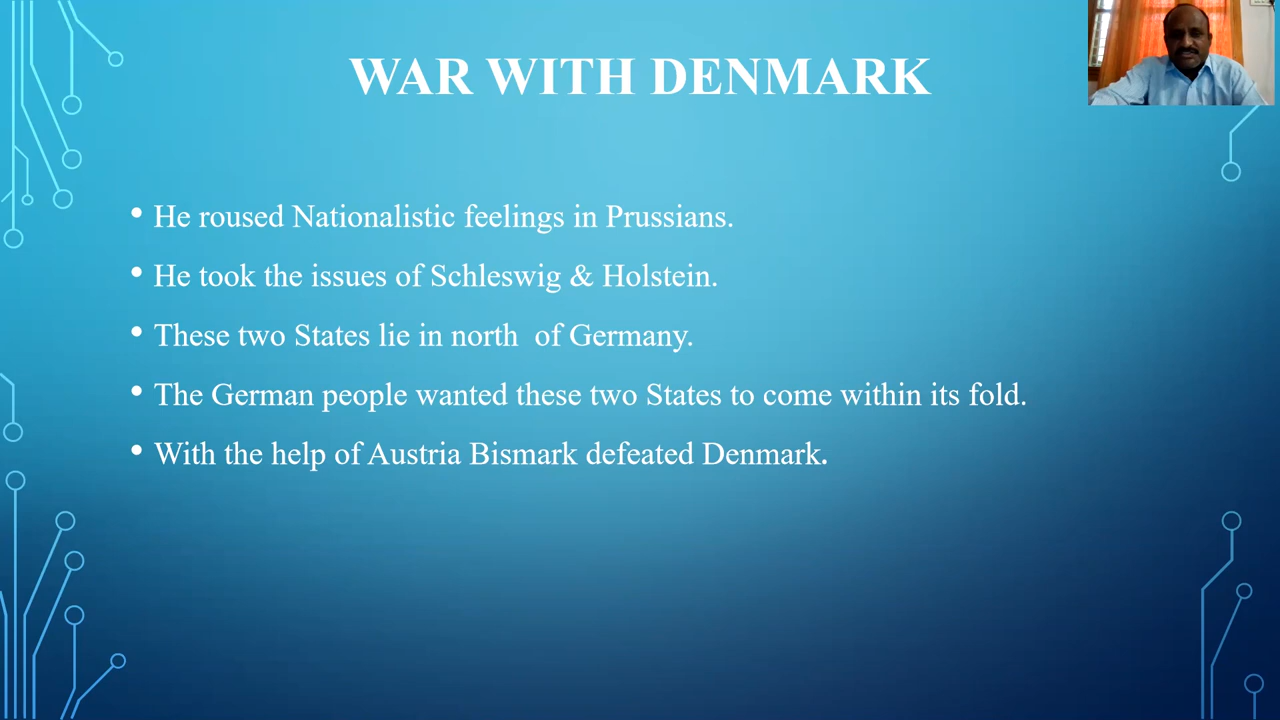 WAR WITH DENMARK
• He roused Nationalistic feelings in Prussians.
• He took the issues of Schleswig & Holstein.
• These two States lie in north  of Germany.
• The German people wanted these two States to come within its fold.
• With the help of Austria Bismark defeated Denmark.